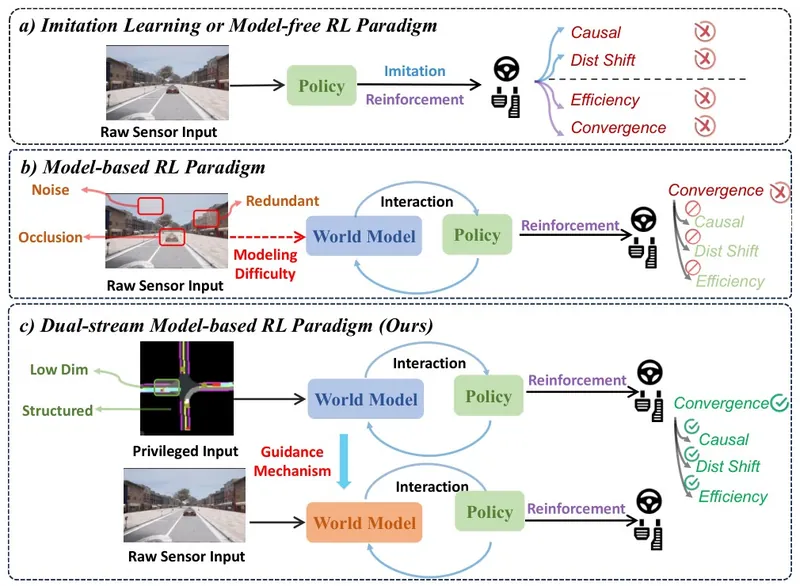 a) Imitation Learning or Model-free RL Paradigm
Raw Sensor Input
Policy
Imitation
Reinforcement
Causal
Dist Shift
Efficiency
Convergence
b) Model-based RL Paradigm
Noise
Redundant
Occlusion
Raw Sensor Input
Modeling
Difficulty
World Model
Interaction
Policy
Reinforcement
Convergence
Causal
Dist Shift
Efficiency
c) Dual-stream Model-based RL Paradigm (Ours)
Low Dim
Structured
Privileged Input
World Model
Interaction
Policy
Reinforcement
Guidance
Mechanism
Raw Sensor Input
World Model
Interaction
Policy
Reinforcement
Convergence
Causal
Dist Shift
Efficiency